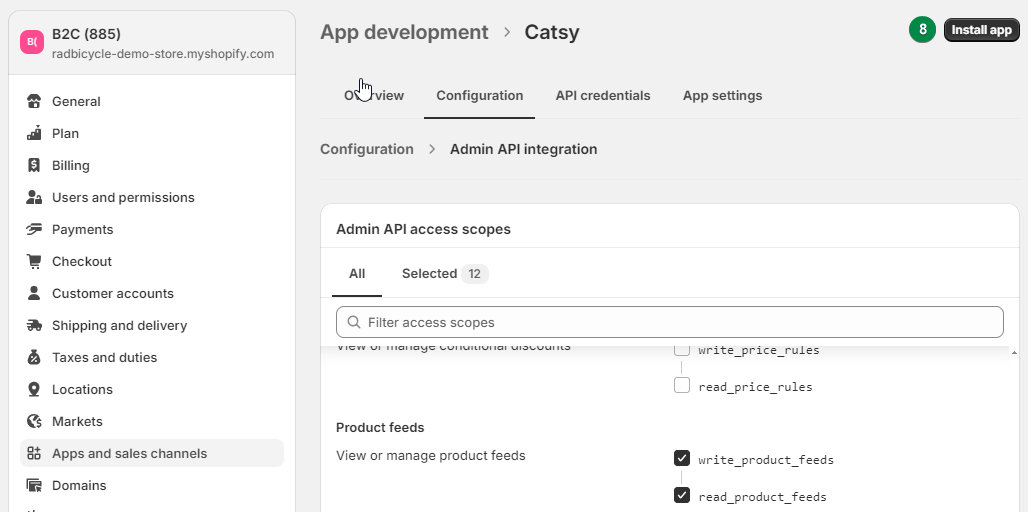 B( B2C (885)
radbicycle-demo-store.myshopify.com
General
Plan
Billing
Users and permissions
Payments
Checkout
Customer accounts
Shipping and delivery
Taxes and duties
Locations
Markets
Apps and sales channels
Domains
App development > Catsy
8 Install app
Overview Configuration API credentials App settings
Configuration > Admin API integration
Admin API access scopes
All Selected 12
Filter access scopes
View or manage conditional discounts write_price_rules
read_price_rules
Product feeds
View or manage product feeds write_product_feeds
read_product_feeds